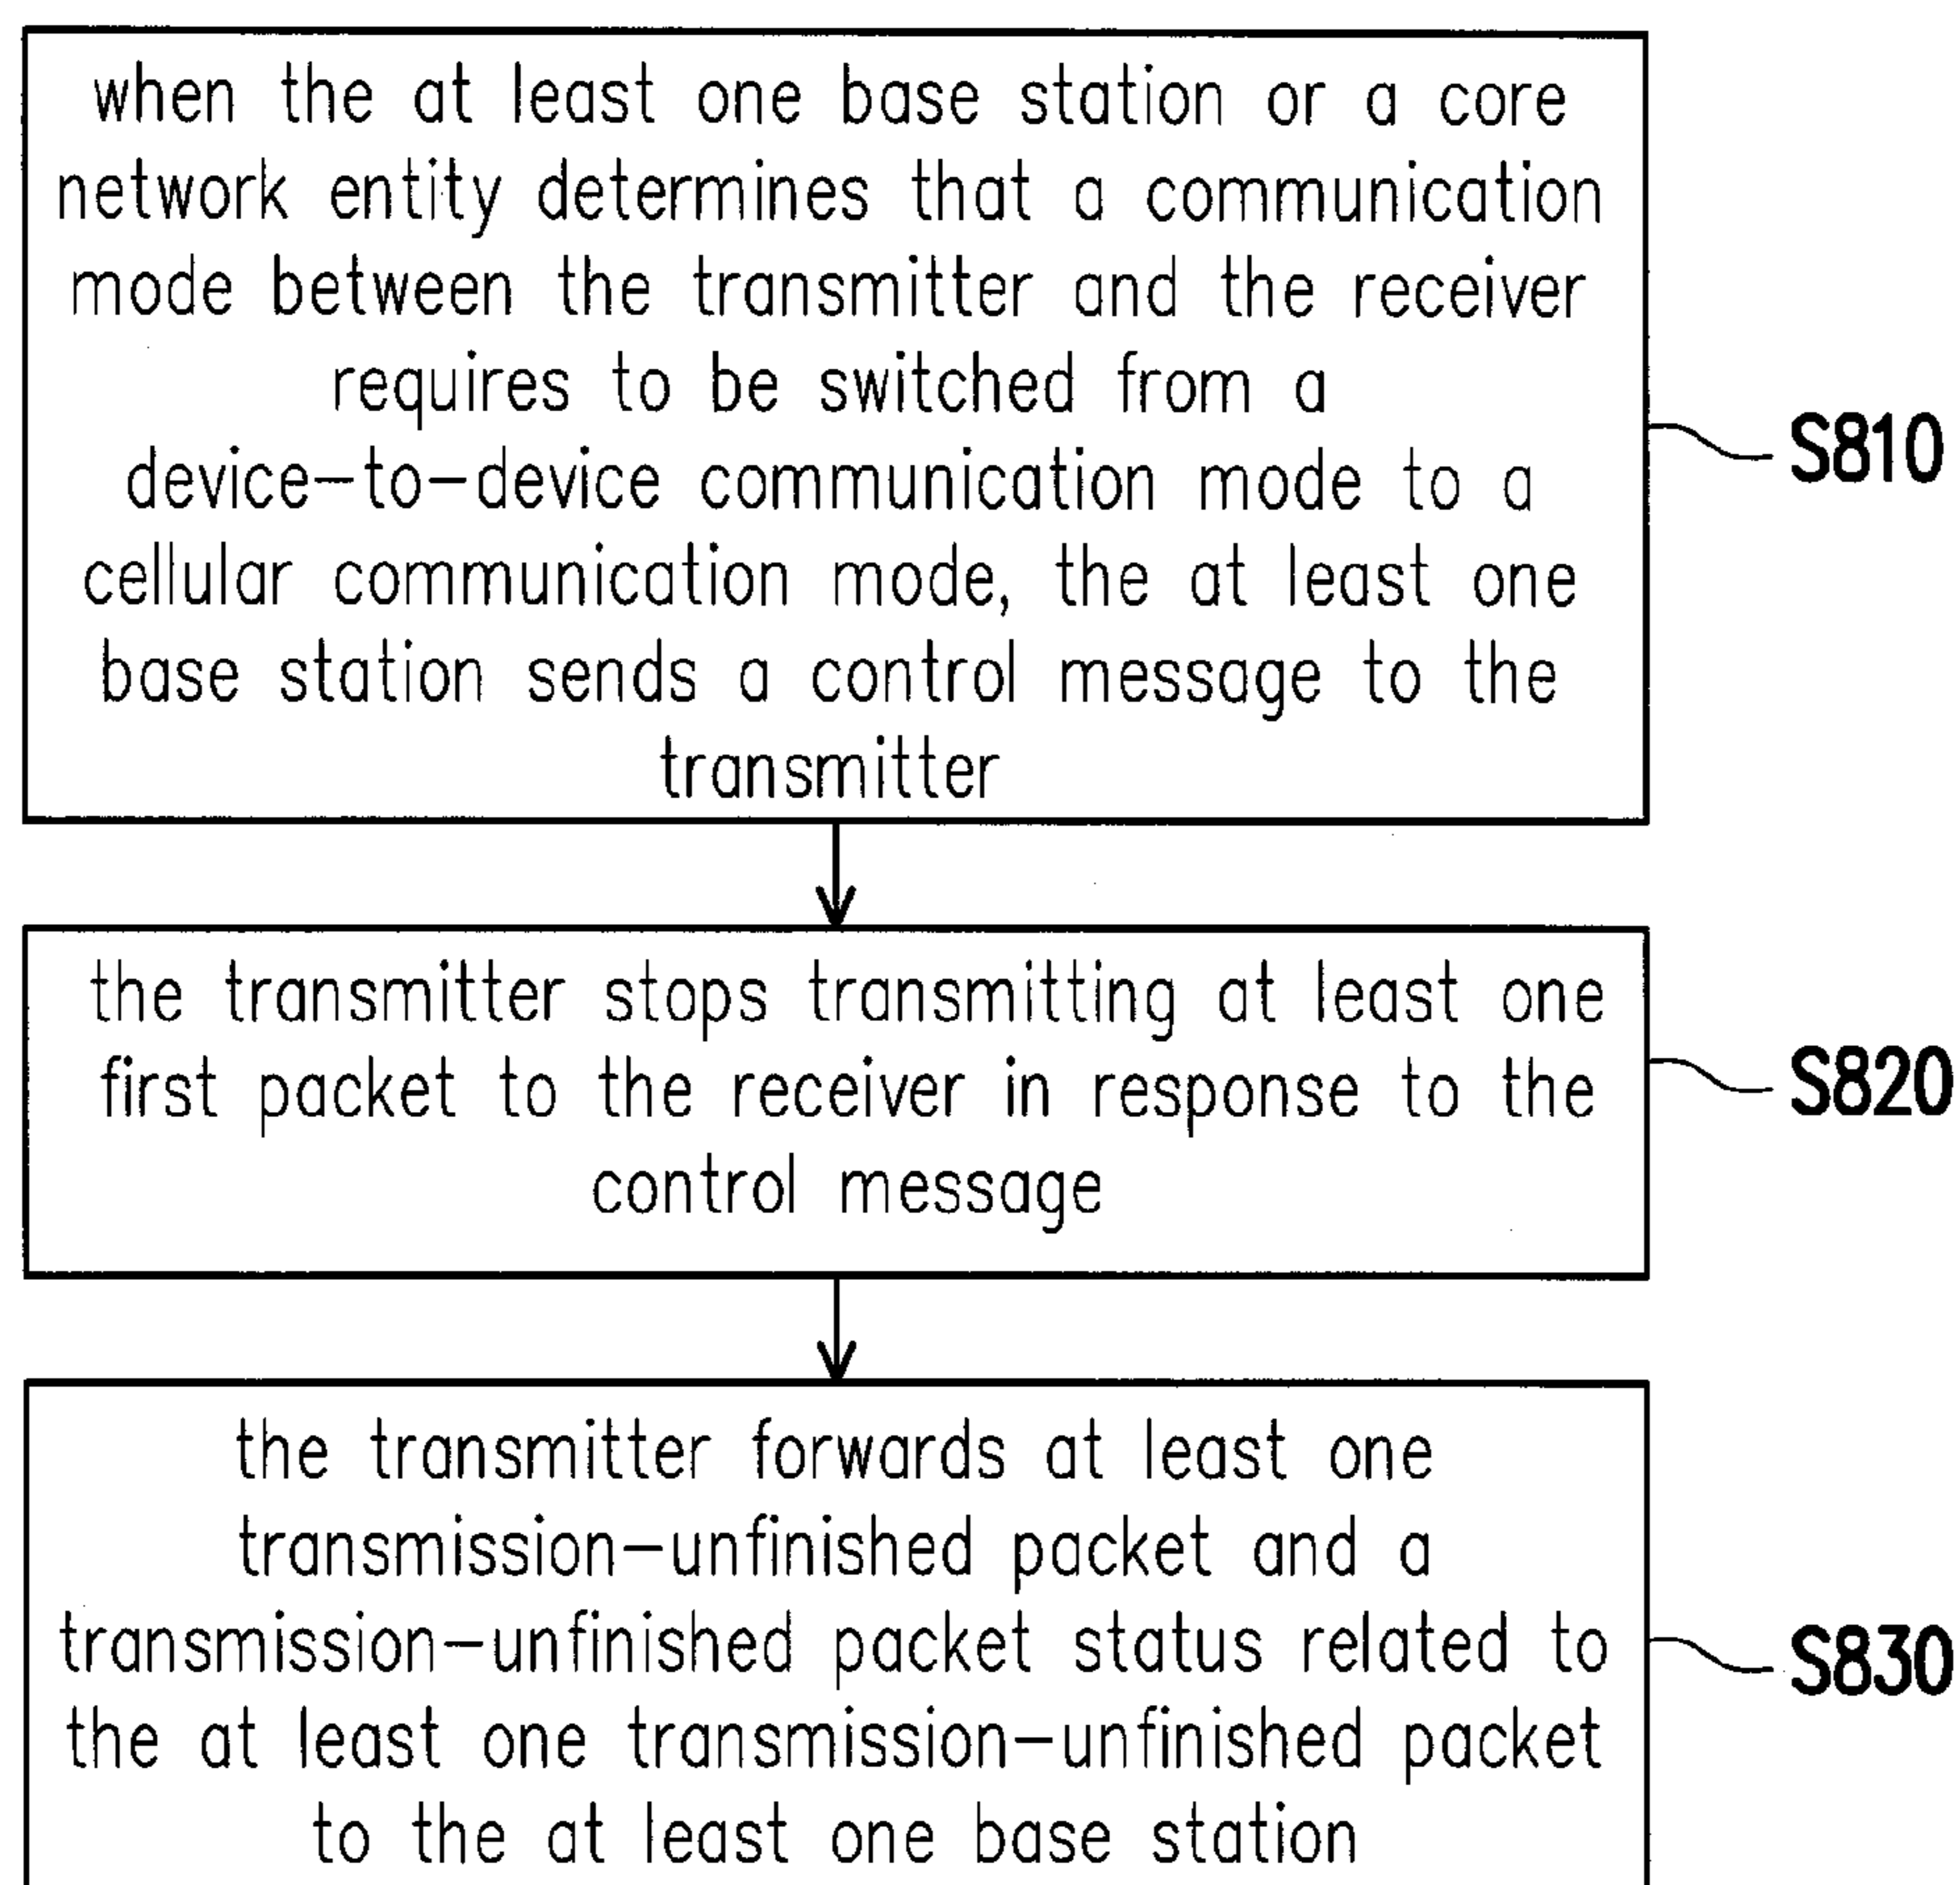 when the at least one base station or a core
network entity determines that a communication
mode between the transmitter and the receiver
requires to be switched from a
device-to-device communication mode to a
cellular communication mode, the at least one
base station sends a control message to the
transmitter
S810
the transmitter stops transmitting at least one
first packet to the receiver in response to the
control message
S820
the transmitter forwards at least one
transmission-unfinished packet and a
transmission-unfinished packet status related to
the at least one transmission-unfinished packet
to the at least one base station
S830